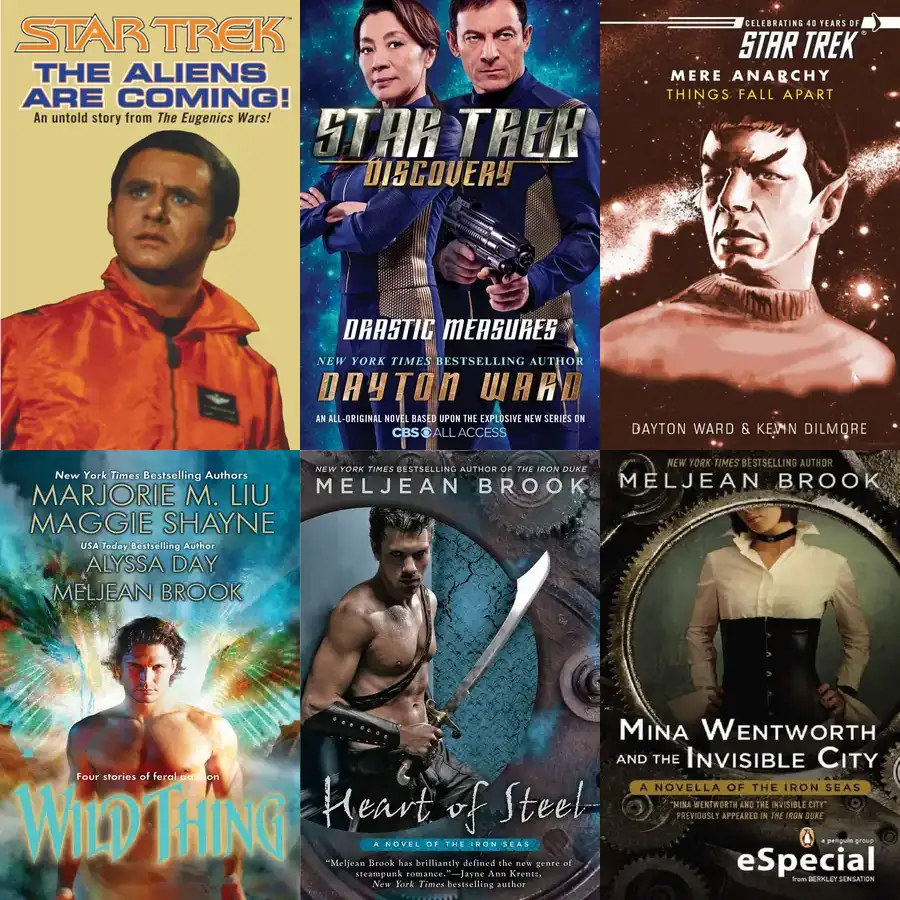 STAR TREK™
THE ALIENS
ARE COMING!
An untold story from The Eugenics Wars!
STAR TREK
DISCOVERY
DRASTIC MEASURES
NEW YORK TIMES BESTSELLING AUTHOR
DAYTON WARD
AN ALL-ORIGINAL NOVEL BASED UPON THE EXPLOSIVE NEW SERIES ON
CBS ALL ACCESS
CELEBRATING 40 YEARS OF
STAR TREK®
MERE ANARCHY
THINGS FALL APART
DAYTON WARD & KEVIN DILMORE
New York Times Bestselling Authors
MARJORIE M. LIU
MAGGIE SHAYNE
USA Today Bestselling Author
ALYSSA DAY
MELJEAN BROOK
Four stories of feral passion
WILD THING
NEW YORK TIMES BESTSELLING AUTHOR OF THE IRON DUKE
MELJEAN BROOK
Heart of Steel
A NOVEL OF THE IRON SEAS
"Meljean Brook has brilliantly defined the new genre of
steampunk romance."—Jayne Ann Krentz,
New York Times bestselling author
NEW YORK TIMES BESTSELLING AUTHOR
MELJEAN BROOK
MINA WENTWORTH
AND THE INVISIBLE CITY
A NOVELLA OF THE IRON SEAS
"MINA WENTWORTH AND THE INVISIBLE CITY"
PREVIOUSLY APPEARED IN THE IRON DUKE
a penguin group
eSpecial
from BERKLEY SENSATION